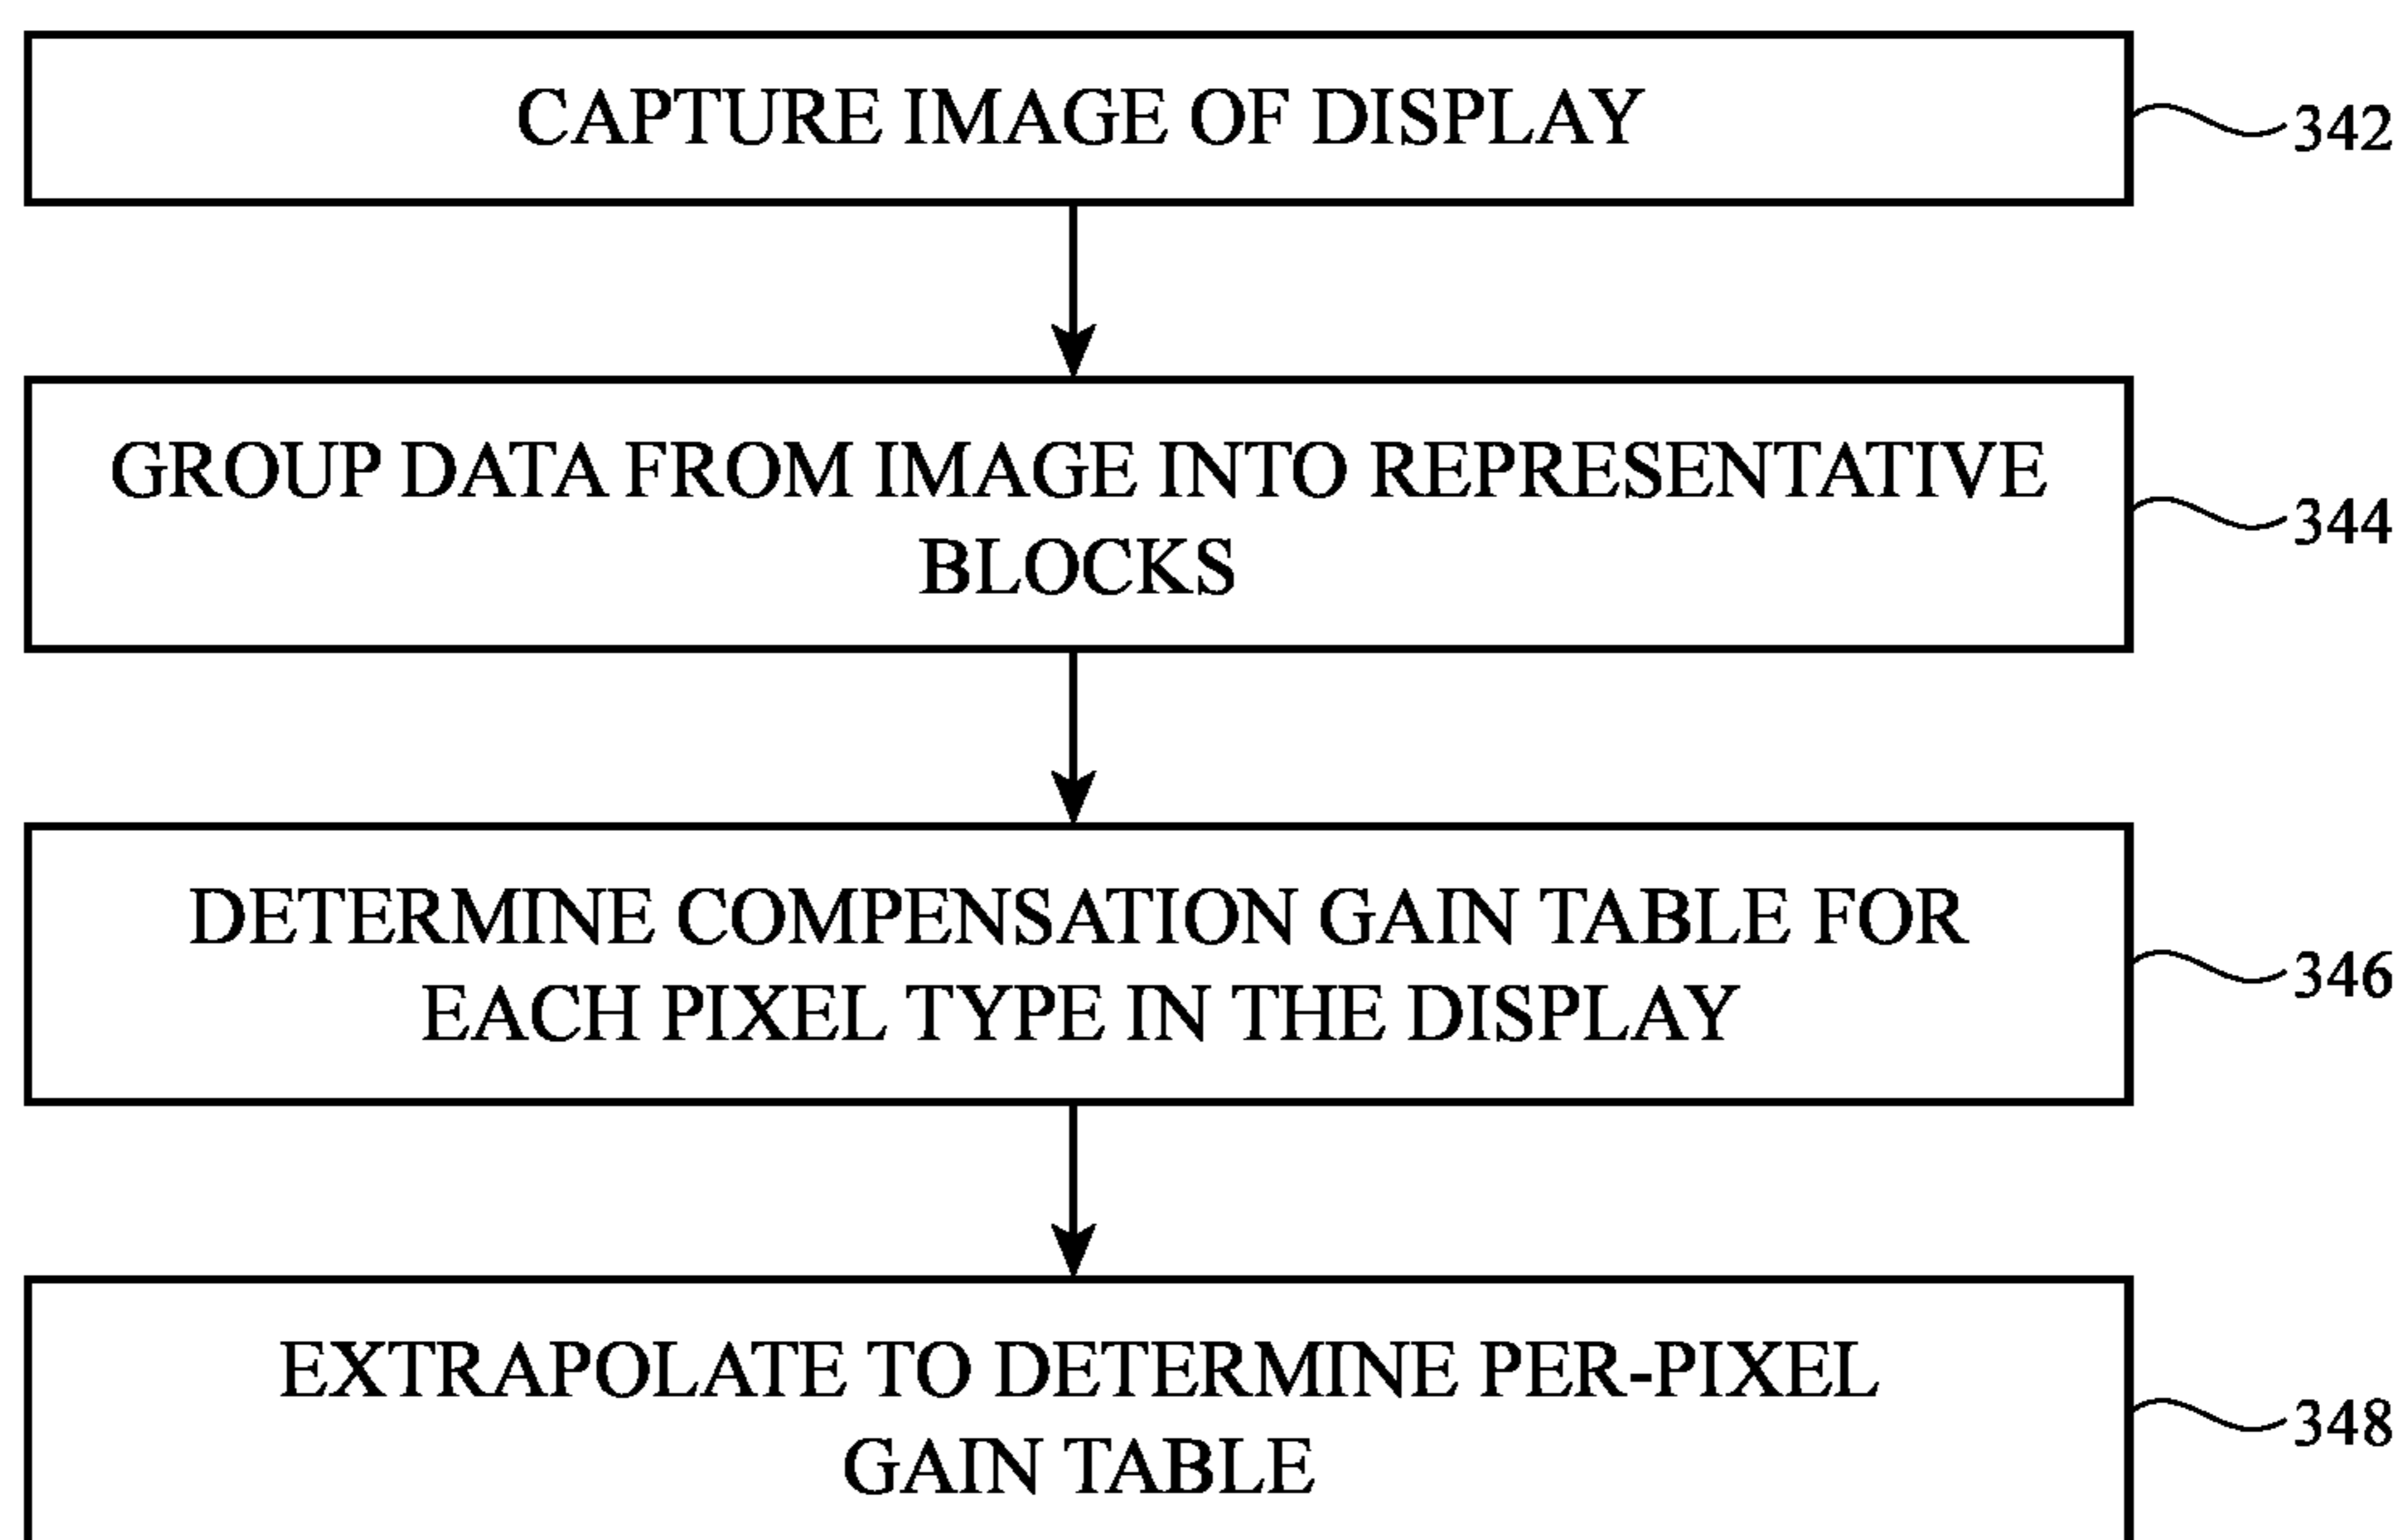 CAPTURE IMAGE OF DISPLAY
342
GROUP DATA FROM IMAGE INTO REPRESENTATIVE
BLOCKS
344
DETERMINE COMPENSATION GAIN TABLE FOR
EACH PIXEL TYPE IN THE DISPLAY
346
EXTRAPOLATE TO DETERMINE PER-PIXEL
GAIN TABLE
348